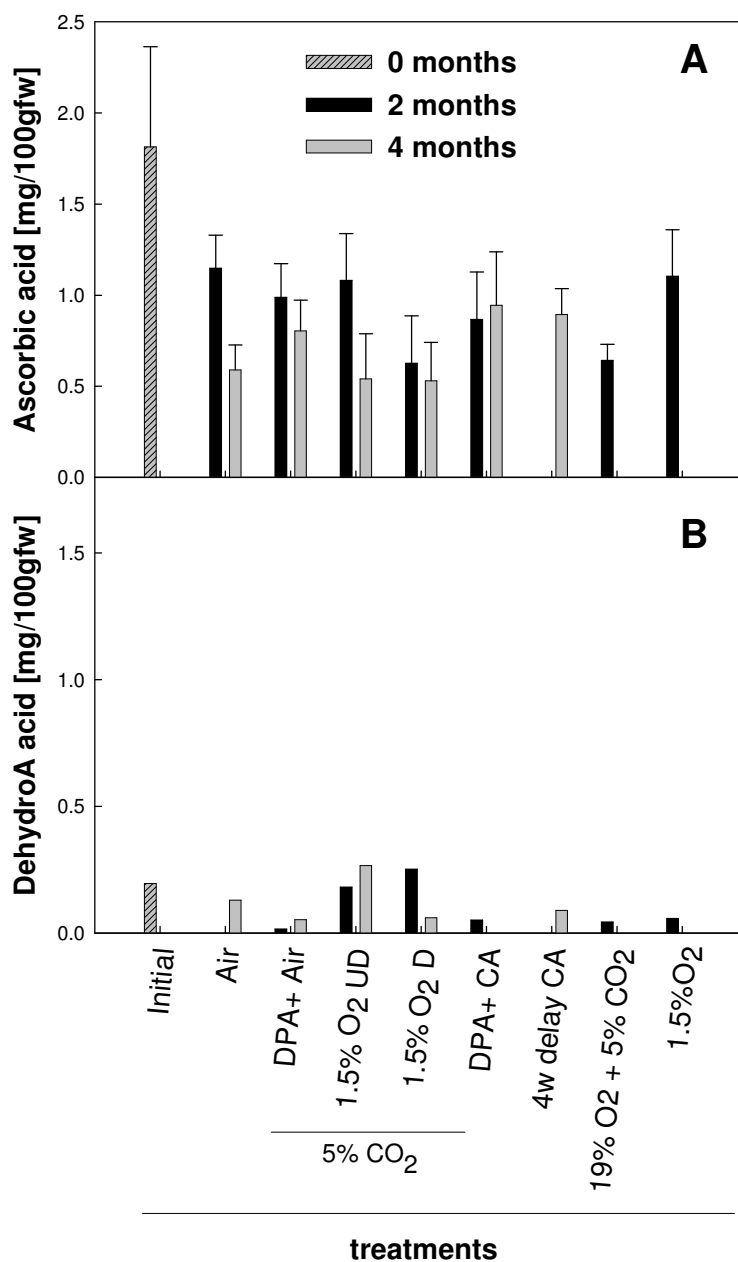 2.5
2.0
1.5
1.0
0.5
0.0
Ascorbic acid [mg/100gfw]
0 months
2 months
4 months
A
1.5
1.0
0.5
0.0
DehydroA acid [mg/100gfw]
B
Initial
Air
DPA+ Air
1.5% O2 UD
1.5% O2 D
DPA+ CA
4w delay CA
19% O2 + 5% CO2
1.5%O2
5% CO2
treatments